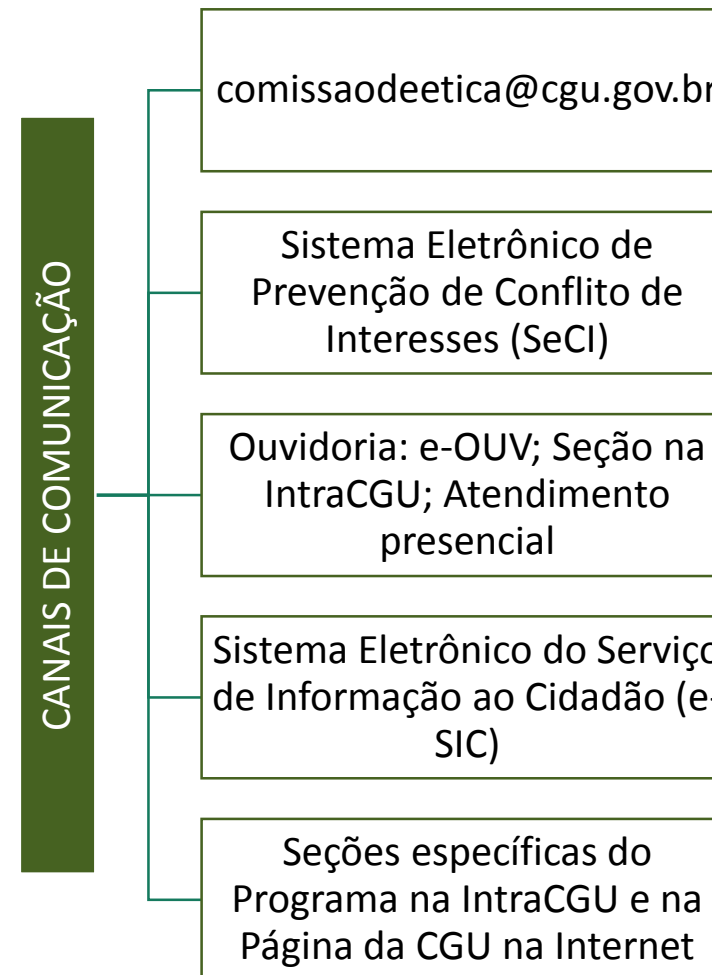 CANAIS DE COMUNICAÇÃO
comissaodeetica@cgu.gov.br
Sistema Eletrônico de
Prevenção de Conflito de
Interesses (SeCI)
Ouvidoria: e-OUV; Seção na
IntraCGU; Atendimento
presencial
Sistema Eletrônico do Serviço
de Informação ao Cidadão (e-
SIC)
Seções específicas do
Programa na IntraCGU e na
Página da CGU na Internet